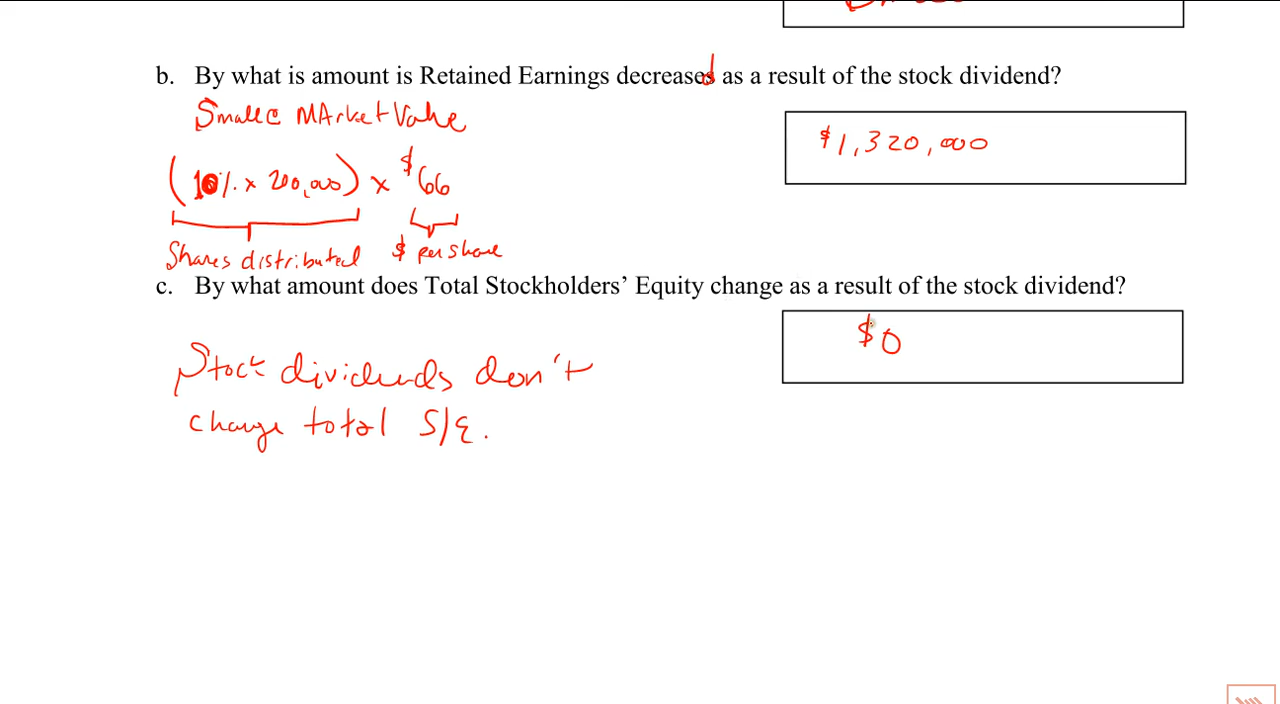 b. By what is amount is Retained Earnings decreased as a result of the stock dividend?
Small @ MArket Value
$1,320,000
(10% x 200,000) x $66
Shares distributed $ per share
c. By what amount does Total Stockholders’ Equity change as a result of the stock dividend?
$0
Stock dividends don't
change total S/E.